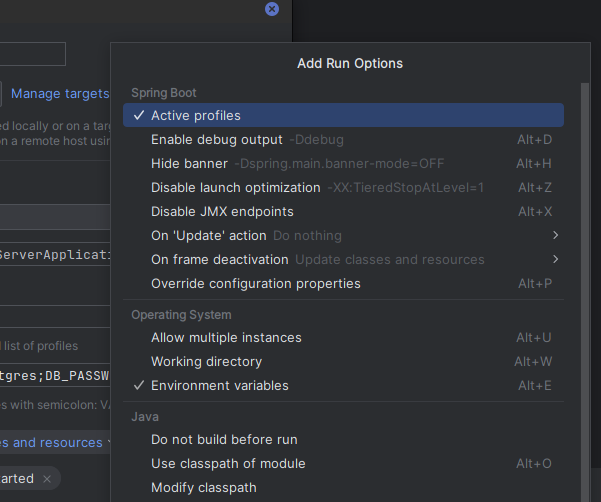 Add Run Options
Manage targets
ed locally or on a targ
on a remote host usin
ServerApplicati
list of profiles
tgres;DB_PASSW
es with semicolon: VA
es and resources
arted ×
Spring Boot
✓ Active profiles
Enable debug output -Ddebug Alt+D
Hide banner -Dspring.main.banner-mode=OFF Alt+H
Disable launch optimization -XX:TieredStopAtLevel=1 Alt+Z
Disable JMX endpoints Alt+X
On 'Update' action Do nothing >
On frame deactivation Update classes and resources >
Override configuration properties Alt+P
Operating System
Allow multiple instances Alt+U
Working directory Alt+W
✓ Environment variables Alt+E
Java
Do not build before run
Use classpath of module Alt+O
Modify classpath